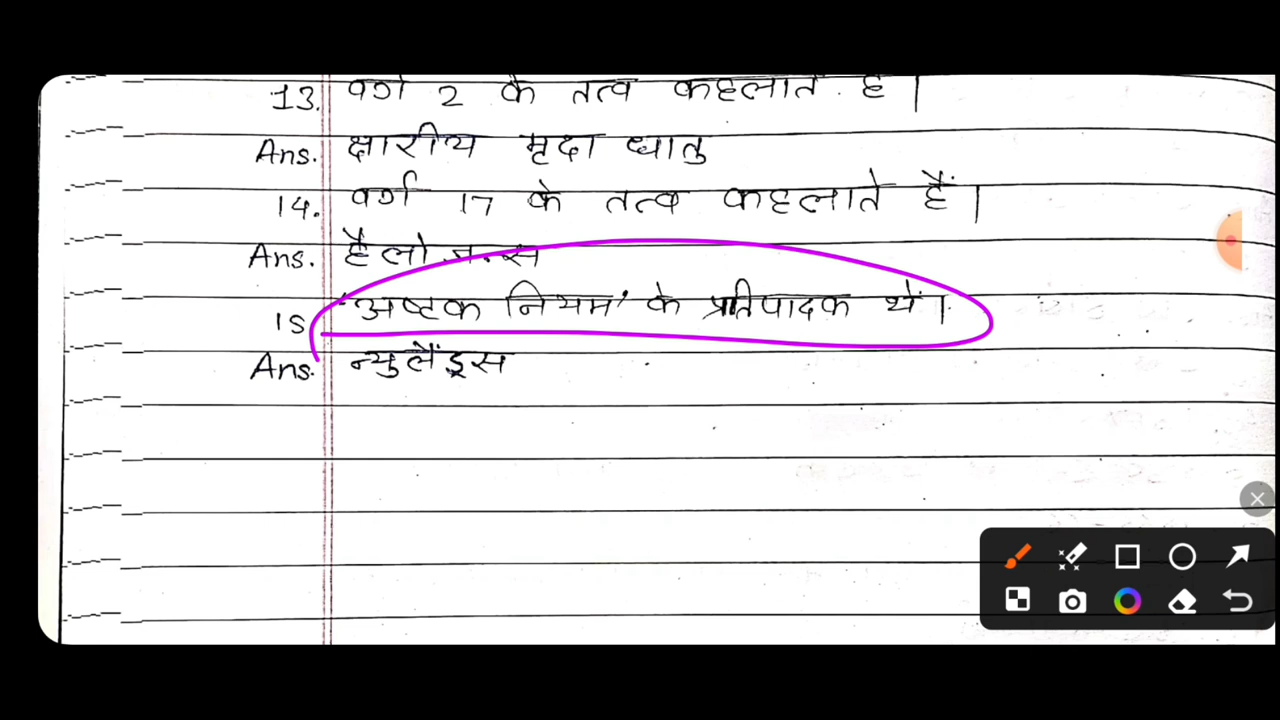 13. वर्ग 2 के तत्व कहलाते है |
Ans. क्षारीय मृदा धातु
14. वर्ग 17 के तत्व कहलाते हैं |
Ans. हैलोजन्स
15 'अष्टक नियम' के प्रतिपादक थे |
Ans. न्युलैंड्स